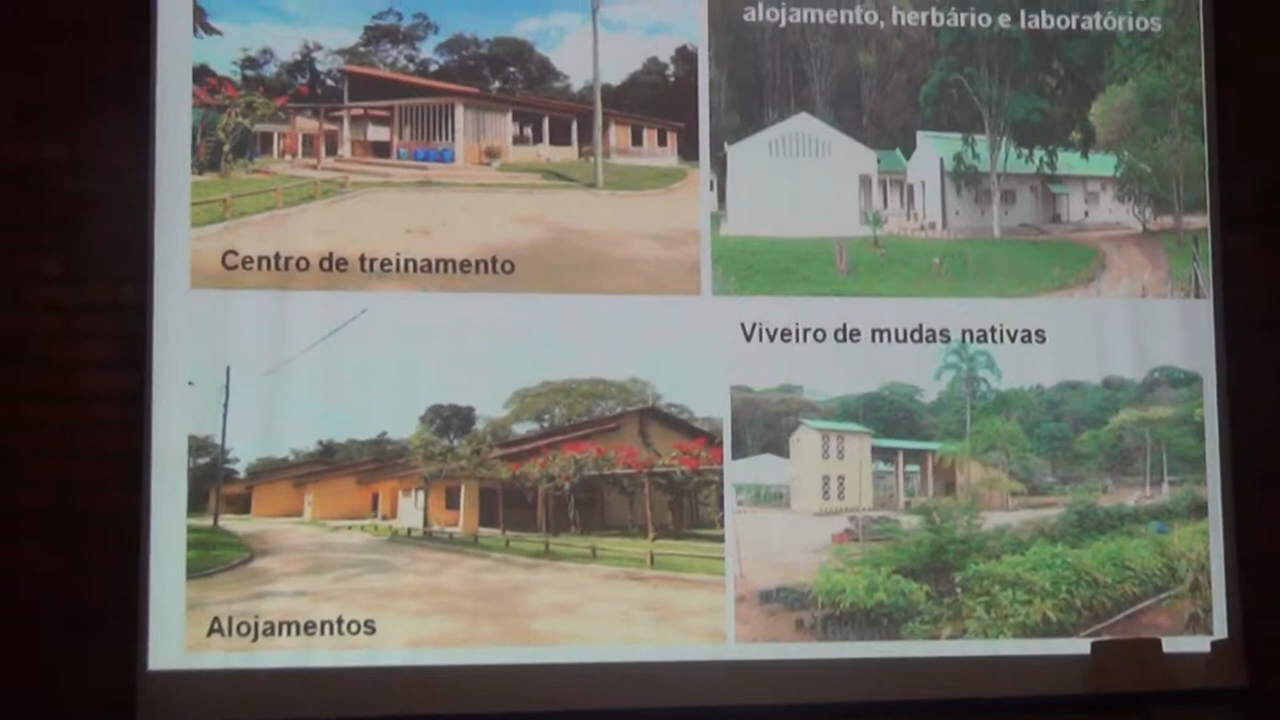 alojamento, herbário e laboratórios
Centro de treinamento
Viveiro de mudas nativas
Alojamentos